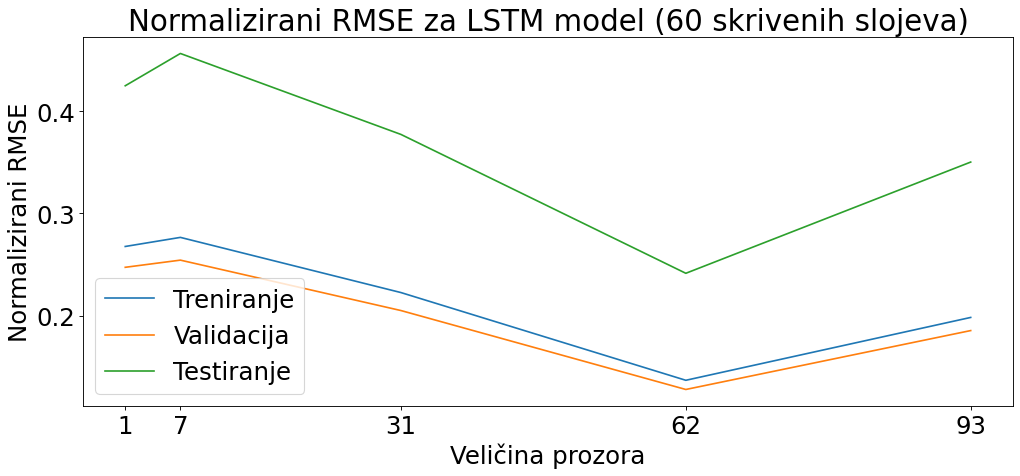 Normalizirani RMSE za LSTM model (60 skrivenih slojeva)
Normalizirani RMSE
0.4
0.3
0.2
Treniranje
Validacija
Testiranje
1 7 31 62 93
Veličina prozora